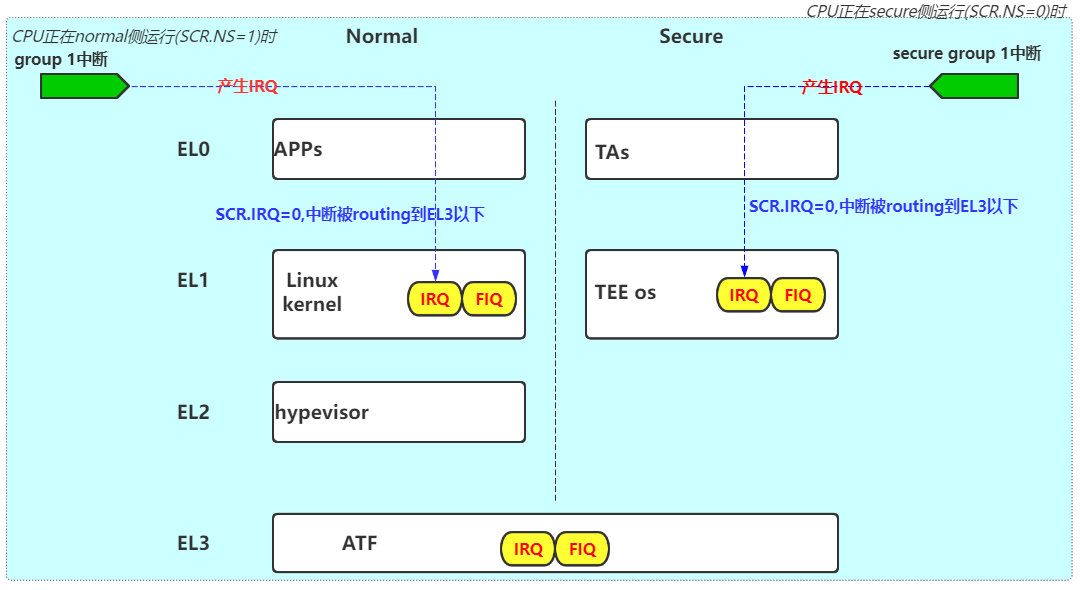 CPU正在secure侧运行(SCR.NS=0)时
CPU正在normal侧运行(SCR.NS=1)时
Normal
Secure
group 1中断
secure group 1中断
产生IRQ
产生IRQ
EL0
APPs
TAs
SCR.IRQ=0,中断被routing到EL3以下
SCR.IRQ=0,中断被routing到EL3以下
EL1
Linux
kernel
IRQ
FIQ
TEE os
IRQ
FIQ
EL2
hypevisor
EL3
ATF
IRQ
FIQ